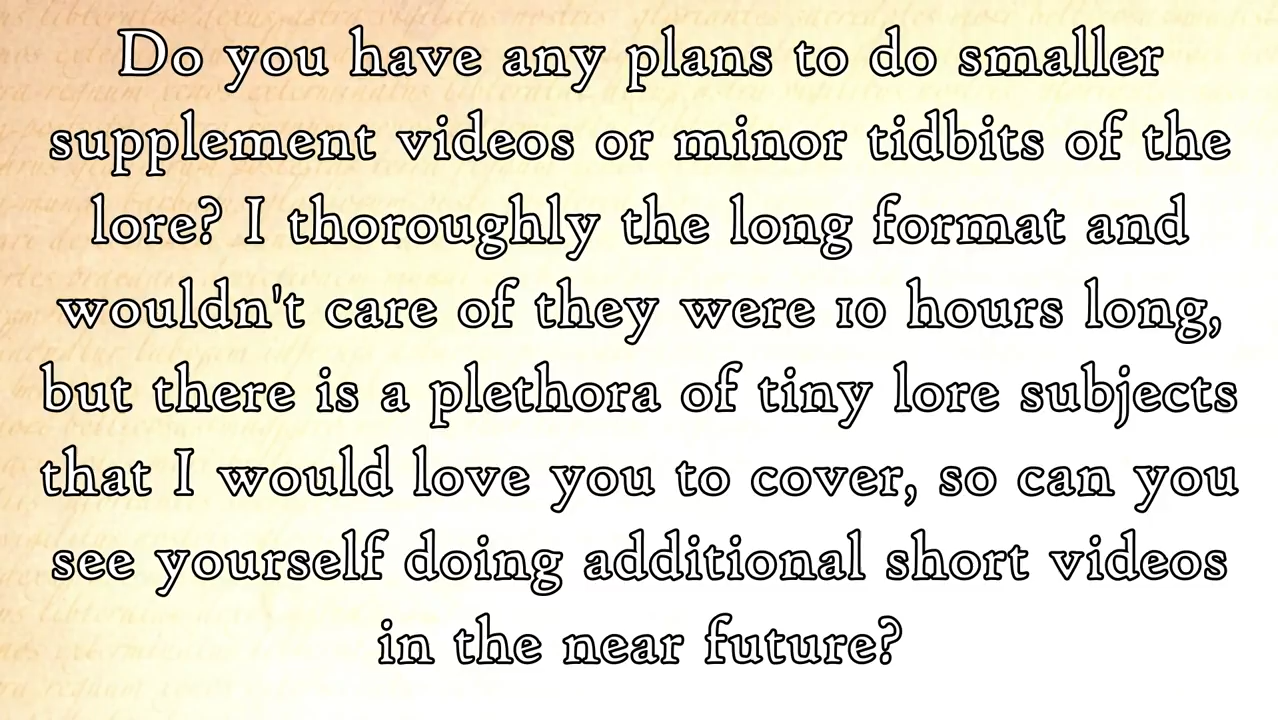 Do you have any plans to do smaller
supplement videos or minor tidbits of the
lore? I thoroughly the long format and
wouldn't care of they were 10 hours long,
but there is a plethora of tiny lore subjects
that I would love you to cover, so can you
see yourself doing additional short videos
in the near future?